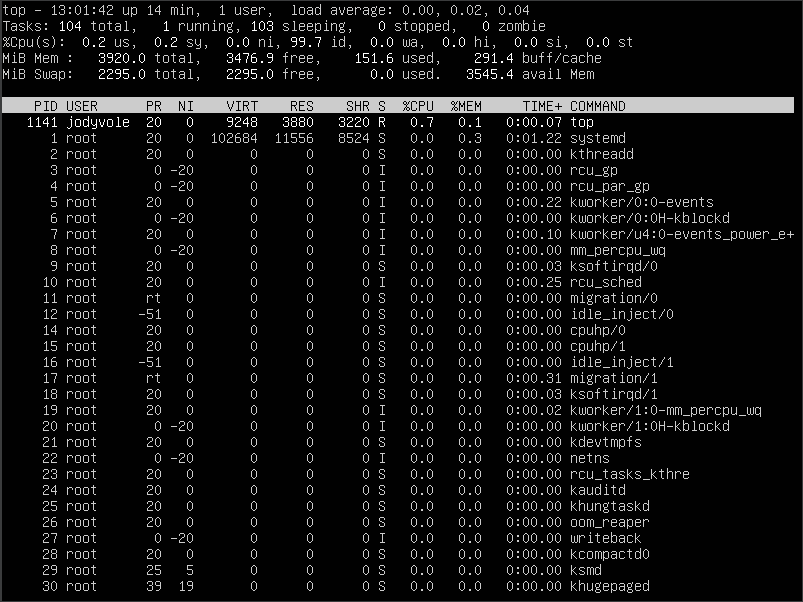 top - 13:01:42 up 14 min,  1 user,  load average: 0.00, 0.02, 0.04
Tasks: 104 total,   1 running, 103 sleeping,   0 stopped,   0 zombie
%Cpu(s):  0.2 us,  0.2 sy,  0.0 ni, 99.7 id,  0.0 wa,  0.0 hi,  0.0 si,  0.0 st
MiB Mem :   3920.0 total,   3476.9 free,    151.6 used,    291.4 buff/cache
MiB Swap:   2295.0 total,   2295.0 free,      0.0 used.   3545.4 avail Mem
PID USER      PR  NI    VIRT    RES    SHR S  %CPU  %MEM     TIME+ COMMAND
1141 jodyvole  20   0    9248   3880   3220 R   0.7   0.1   0:00.07 top
1 root      20   0  102684  11556   8524 S   0.0   0.3   0:01.22 systemd
2 root      20   0       0      0      0 S   0.0   0.0   0:00.00 kthreadd
3 root       0 -20       0      0      0 I   0.0   0.0   0:00.00 rcu_gp
4 root       0 -20       0      0      0 I   0.0   0.0   0:00.00 rcu_par_gp
5 root      20   0       0      0      0 I   0.0   0.0   0:00.22 kworker/0:0-events
6 root       0 -20       0      0      0 I   0.0   0.0   0:00.00 kworker/0:0H-kblockd
7 root      20   0       0      0      0 I   0.0   0.0   0:00.10 kworker/u4:0-events_power_e+
8 root       0 -20       0      0      0 I   0.0   0.0   0:00.00 mm_percpu_wq
9 root      20   0       0      0      0 S   0.0   0.0   0:00.03 ksoftirqd/0
10 root      20   0       0      0      0 I   0.0   0.0   0:00.25 rcu_sched
11 root      rt   0       0      0      0 S   0.0   0.0   0:00.00 migration/0
12 root     -51   0       0      0      0 S   0.0   0.0   0:00.00 idle_inject/0
14 root      20   0       0      0      0 S   0.0   0.0   0:00.00 cpuhp/0
15 root      20   0       0      0      0 S   0.0   0.0   0:00.00 cpuhp/1
16 root     -51   0       0      0      0 S   0.0   0.0   0:00.00 idle_inject/1
17 root      rt   0       0      0      0 S   0.0   0.0   0:00.31 migration/1
18 root      20   0       0      0      0 S   0.0   0.0   0:00.03 ksoftirqd/1
19 root      20   0       0      0      0 I   0.0   0.0   0:00.02 kworker/1:0-mm_percpu_wq
20 root       0 -20       0      0      0 I   0.0   0.0   0:00.00 kworker/1:0H-kblockd
21 root      20   0       0      0      0 S   0.0   0.0   0:00.00 kdevtmpfs
22 root       0 -20       0      0      0 I   0.0   0.0   0:00.00 netns
23 root      20   0       0      0      0 S   0.0   0.0   0:00.00 rcu_tasks_kthre
24 root      20   0       0      0      0 S   0.0   0.0   0:00.00 kauditd
25 root      20   0       0      0      0 S   0.0   0.0   0:00.00 khungtaskd
26 root      20   0       0      0      0 S   0.0   0.0   0:00.00 oom_reaper
27 root       0 -20       0      0      0 I   0.0   0.0   0:00.00 writeback
28 root      20   0       0      0      0 S   0.0   0.0   0:00.00 kcompactd0
29 root      25   5       0      0      0 S   0.0   0.0   0:00.00 ksmd
30 root      39  19       0      0      0 S   0.0   0.0   0:00.00 khugepaged